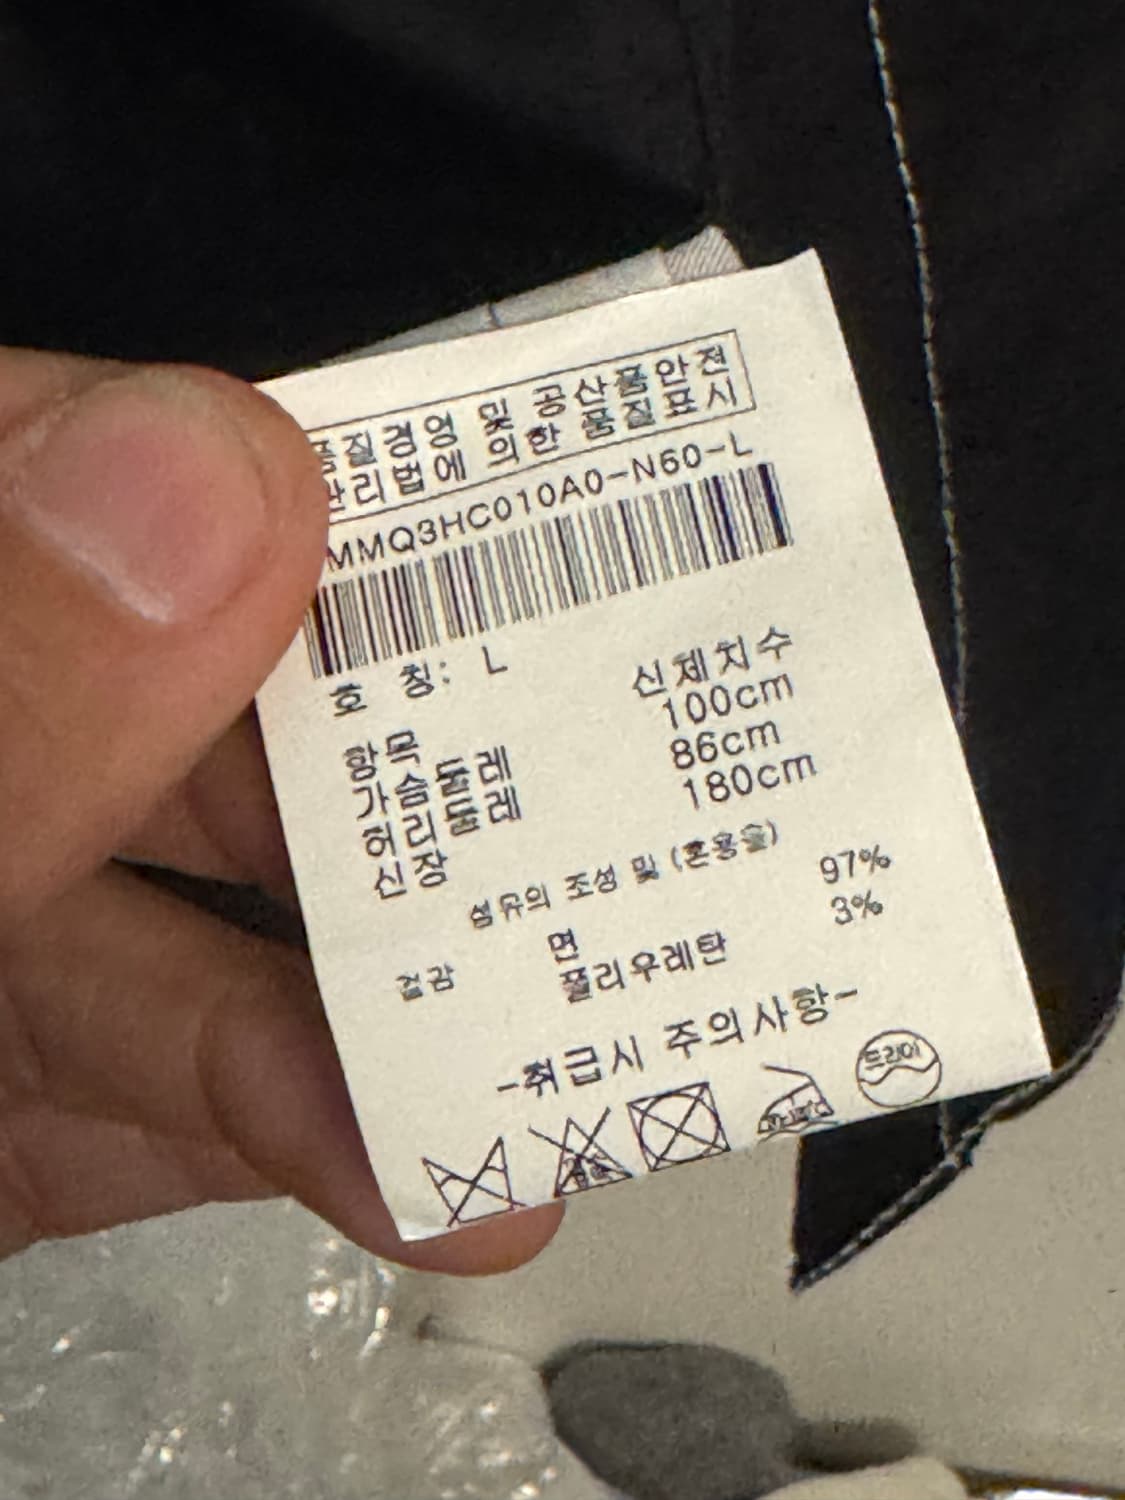 품질경영 및 공산품안전
관리법에 의한 품질표시
MMQ3HC010A0-N60-L
호 칭: L
항목 신체치수
가슴둘레 100cm
허리둘레 86cm
신장 180cm
섬유의 조성 및 (혼용율)
겉감 면 97%
폴리우레탄 3%
-취급시 주의사항-
드라이